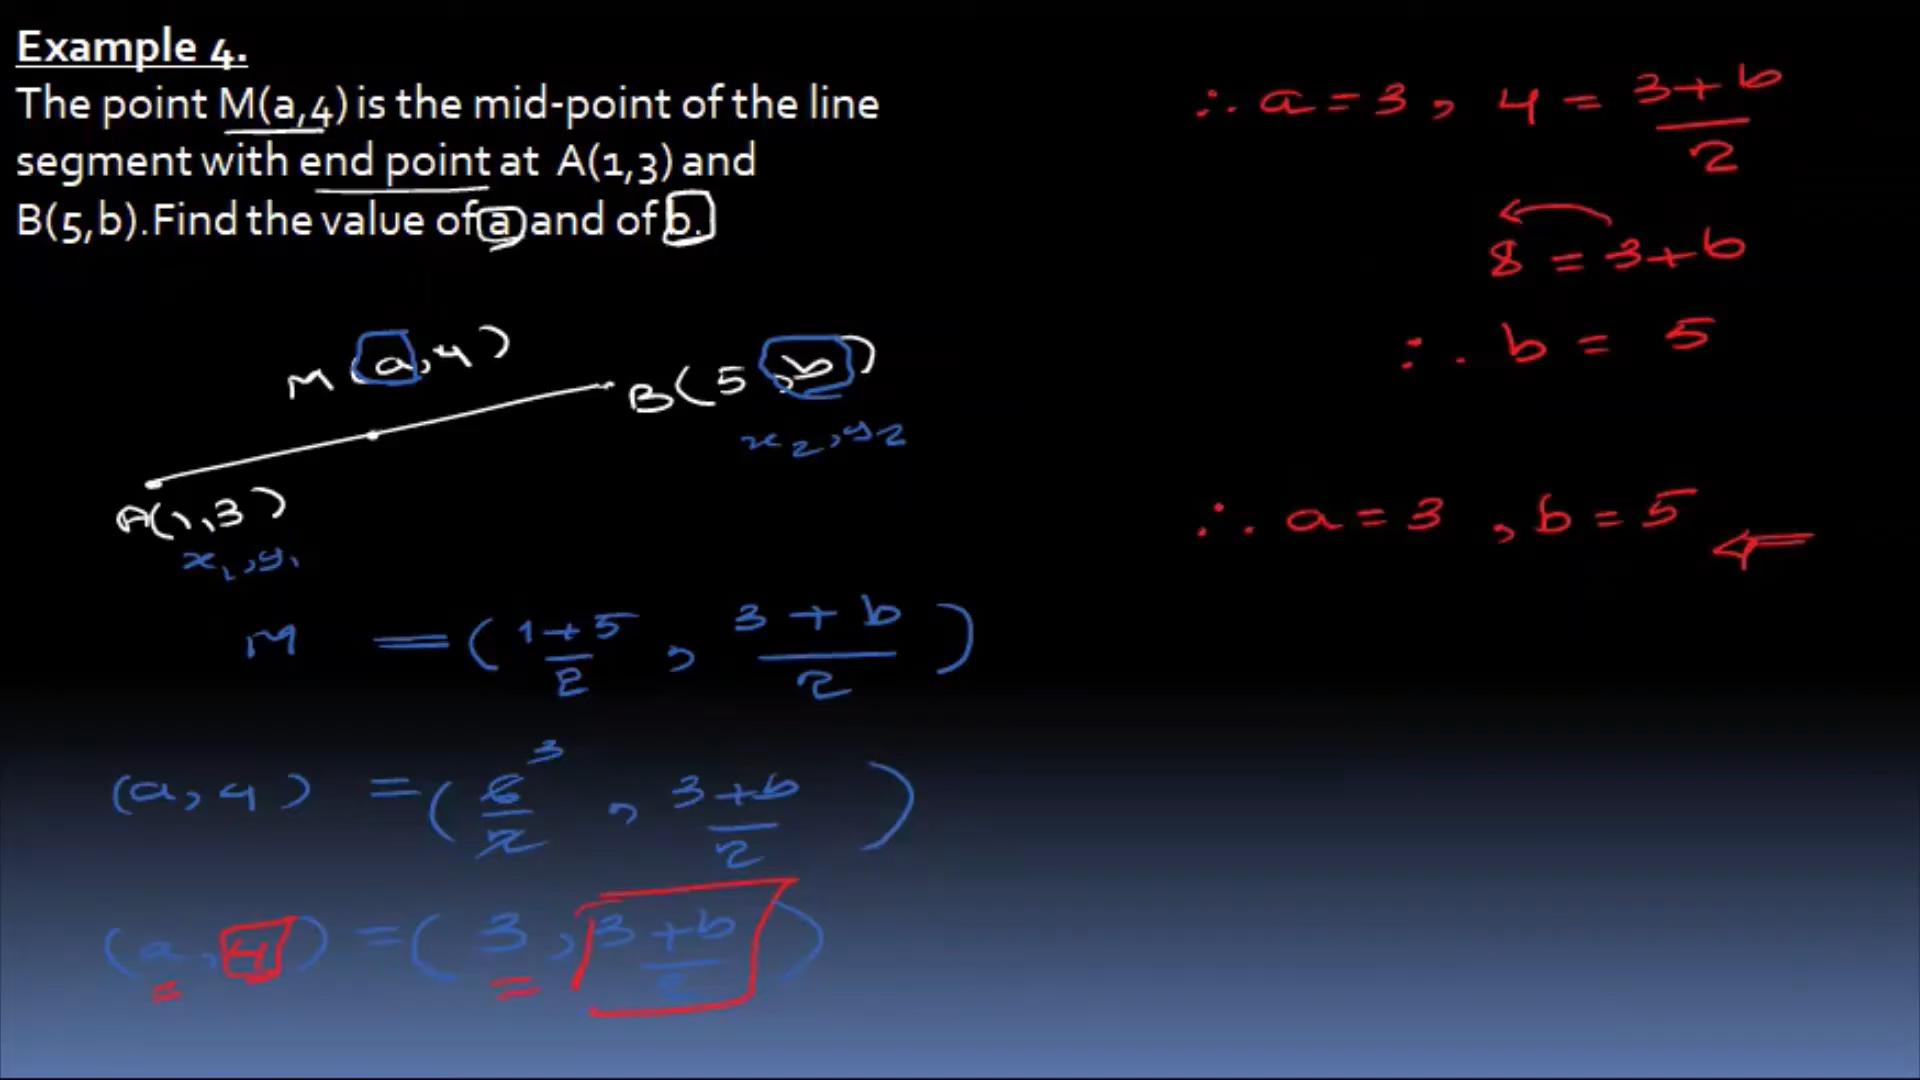 Example 4.
The point M(a,4) is the mid-point of the line
segment with end point at A(1,3) and
B(5,b).Find the value of a and of b.
M (a,4)
B(5,b)
x2,y2
A(1,3)
x1,y1
M = (1+5/2, 3+b/2)
(a,4) = (6/2 3, 3+b/2)
(a,4) = (3, 3+b/2)
∴ a=3, 4 = 3+b/2
8 = 3+b
∴ b = 5
∴ a=3, b=5